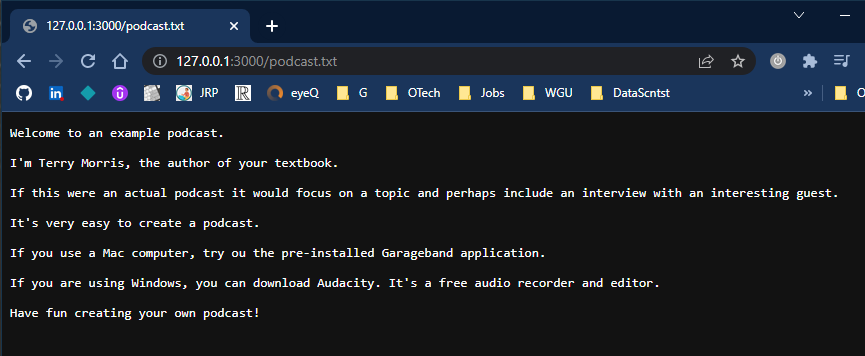 127.0.0.1:3000/podcast.txt
127.0.0.1:3000/podcast.txt
in JRP R eyeQ G OTech Jobs WGU DataScntst » O
Welcome to an example podcast.
I'm Terry Morris, the author of your textbook.
If this were an actual podcast it would focus on a topic and perhaps include an interview with an interesting guest.
It's very easy to create a podcast.
If you use a Mac computer, try ou the pre-installed Garageband application.
If you are using Windows, you can download Audacity. It's a free audio recorder and editor.
Have fun creating your own podcast!